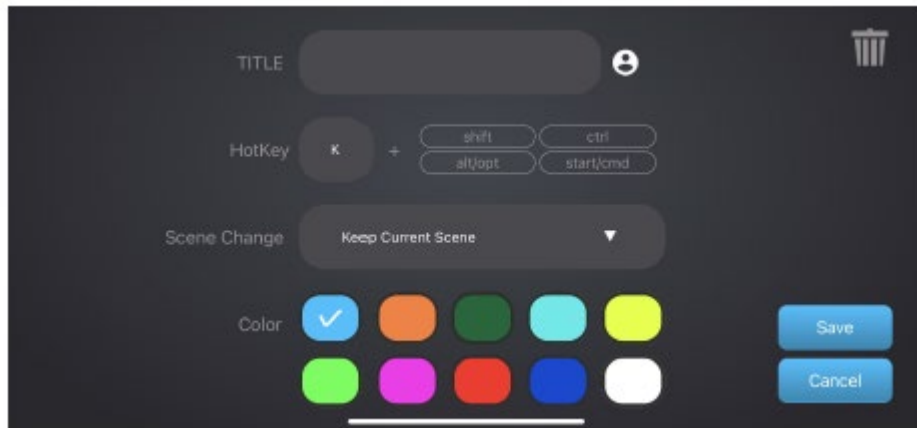 TITLE
HotKey K + shift ctrl
alt/opt start/cmd
Scene Change Keep Current Scene
Color
Save
Cancel